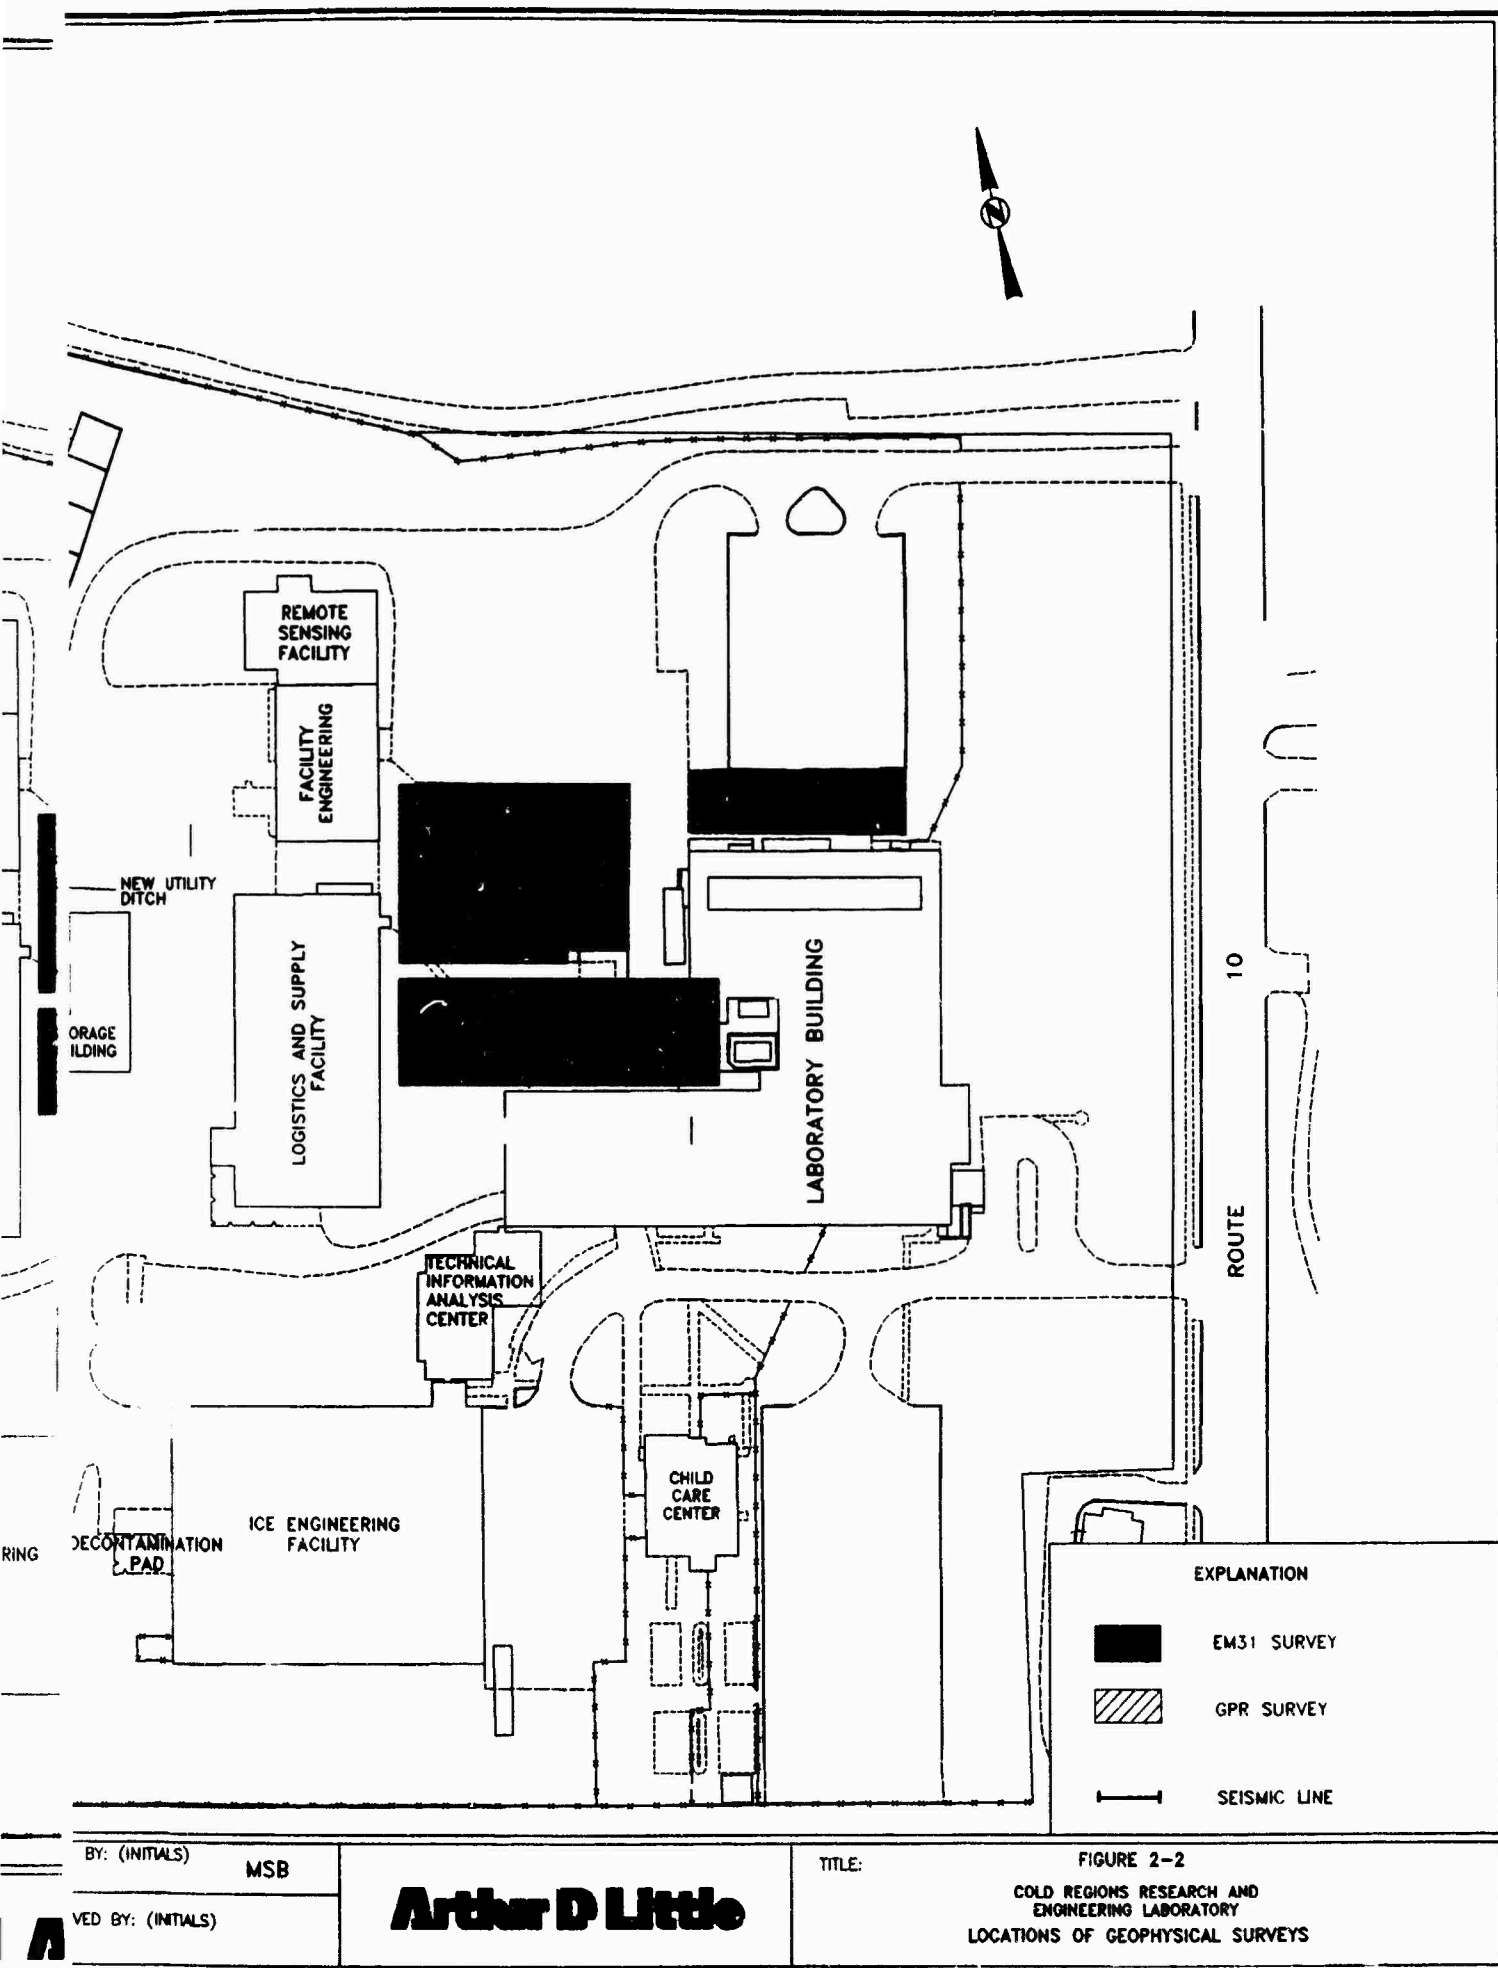 N
REMOTE
SENSING
FACILITY
FACILITY
ENGINEERING
NEW UTILITY
DITCH
ORAGE
ILDING
LOGISTICS AND SUPPLY
FACILITY
LABORATORY BUILDING
ROUTE 10
TECHNICAL
INFORMATION
ANALYSIS
CENTER
CHILD
CARE
CENTER
ICE ENGINEERING
FACILITY
RING
DECONTAMINATION
PAD
EXPLANATION
EM31 SURVEY
GPR SURVEY
SEISMIC LINE
BY: (INITIALS)
MSB
VED BY: (INITIALS)
A
Arthur D Little
TITLE:
FIGURE 2-2
COLD REGIONS RESEARCH AND
ENGINEERING LABORATORY
LOCATIONS OF GEOPHYSICAL SURVEYS